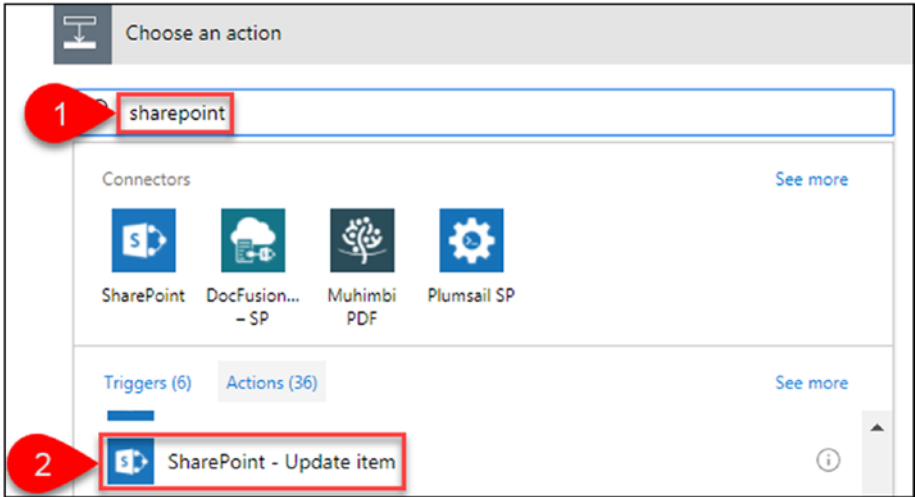 Choose an action
1
sharepoint
Connectors
See more
SharePoint
DocFusion...
– SP
Muhimbi
PDF
Plumsail SP
Triggers (6)
Actions (36)
See more
2
SharePoint - Update item